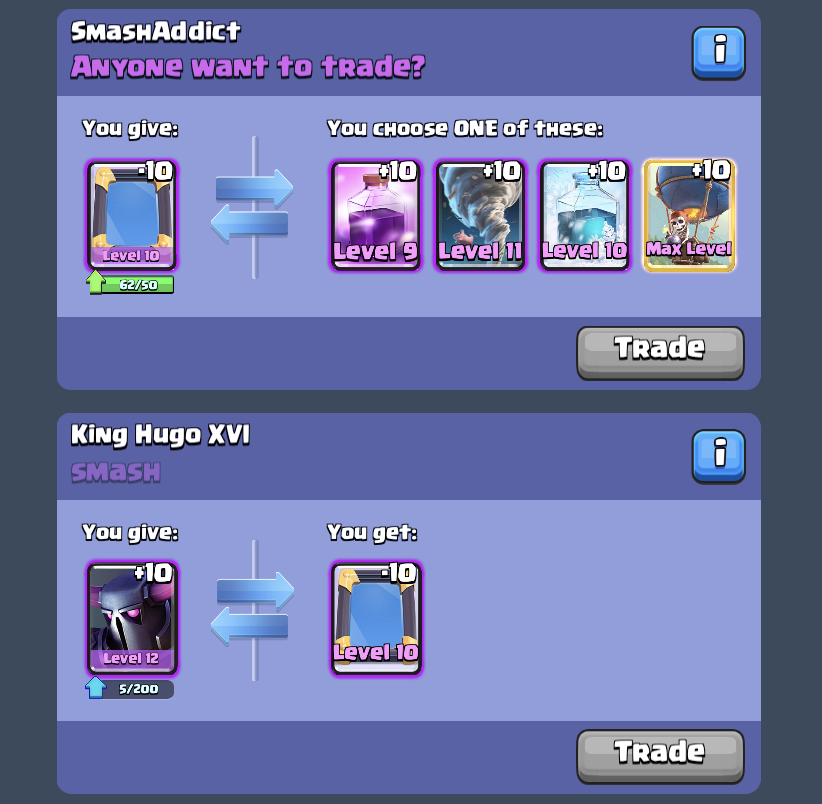 SmashAddict
Anyone want to trade?
i
You give:
You choose ONE of these:
-10
+10
+10
+10
+10
Level 10
Level 9
Level 11
Level 10
Max Level
62/50
Trade
King Hugo XVI
smash
i
You give:
You get:
+10
-10
Level 12
Level 10
5/200
Trade